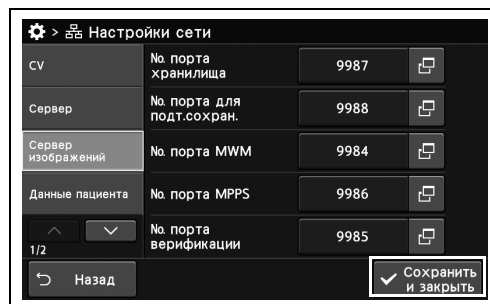 > Настройки сети
CV
Сервер
Сервер
изображений
Данные пациента
1/2
№ порта
хранилища
9987
№ порта для
подт.сохран.
9988
№ порта MWM
9984
№ порта MPPS
9986
№ порта
верификации
9985
Назад
Сохранить
и закрыть